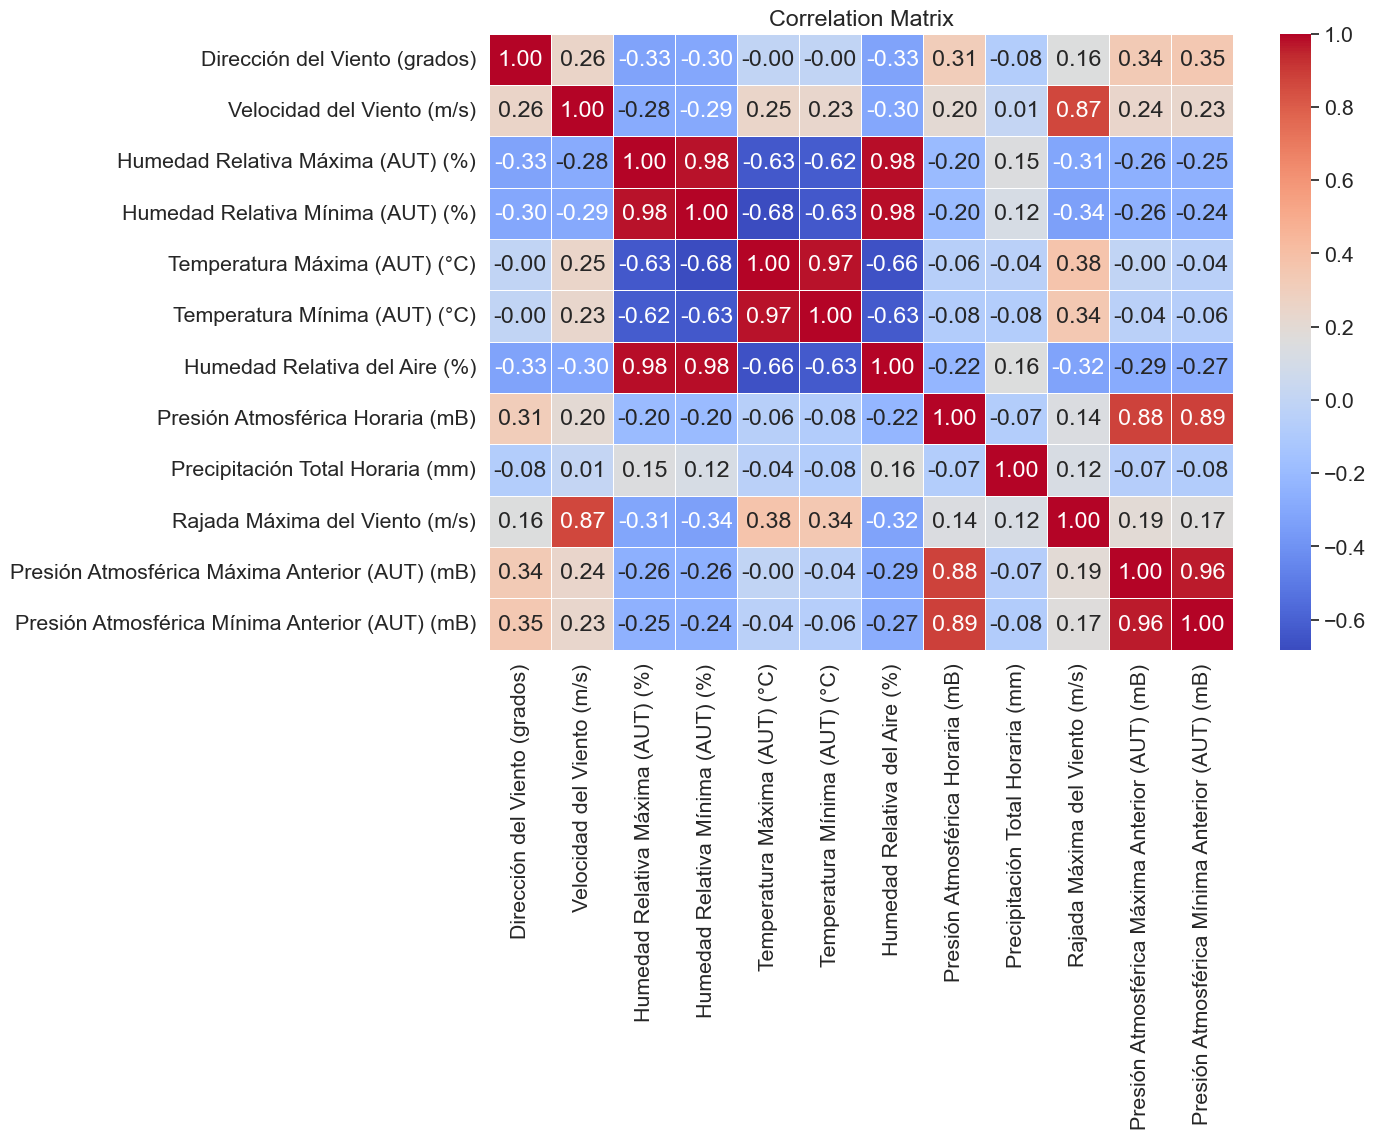 Correlation Matrix
Dirección del Viento (grados) 1.00 0.26 -0.33 -0.30 -0.00 -0.00 -0.33 0.31 -0.08 0.16 0.34 0.35
Velocidad del Viento (m/s) 0.26 1.00 -0.28 -0.29 0.25 0.23 -0.30 0.20 0.01 0.87 0.24 0.23
Humedad Relativa Máxima (AUT) (%) -0.33 -0.28 1.00 0.98 -0.63 -0.62 0.98 -0.20 0.15 -0.31 -0.26 -0.25
Humedad Relativa Mínima (AUT) (%) -0.30 -0.29 0.98 1.00 -0.68 -0.63 0.98 -0.20 0.12 -0.34 -0.26 -0.24
Temperatura Máxima (AUT) (°C) -0.00 0.25 -0.63 -0.68 1.00 0.97 -0.66 -0.06 -0.04 0.38 -0.00 -0.04
Temperatura Mínima (AUT) (°C) -0.00 0.23 -0.62 -0.63 0.97 1.00 -0.63 -0.08 -0.08 0.34 -0.04 -0.06
Humedad Relativa del Aire (%) -0.33 -0.30 0.98 0.98 -0.66 -0.63 1.00 -0.22 0.16 -0.32 -0.29 -0.27
Presión Atmosférica Horaria (mB) 0.31 0.20 -0.20 -0.20 -0.06 -0.08 -0.22 1.00 -0.07 0.14 0.88 0.89
Precipitación Total Horaria (mm) -0.08 0.01 0.15 0.12 -0.04 -0.08 0.16 -0.07 1.00 0.12 -0.07 -0.08
Rajada Máxima del Viento (m/s) 0.16 0.87 -0.31 -0.34 0.38 0.34 -0.32 0.14 0.12 1.00 0.19 0.17
Presión Atmosférica Máxima Anterior (AUT) (mB) 0.34 0.24 -0.26 -0.26 -0.00 -0.04 -0.29 0.88 -0.07 0.19 1.00 0.96
Presión Atmosférica Mínima Anterior (AUT) (mB) 0.35 0.23 -0.25 -0.24 -0.04 -0.06 -0.27 0.89 -0.08 0.17 0.96 1.00
Dirección del Viento (grados)
Velocidad del Viento (m/s)
Humedad Relativa Máxima (AUT) (%)
Humedad Relativa Mínima (AUT) (%)
Temperatura Máxima (AUT) (°C)
Temperatura Mínima (AUT) (°C)
Humedad Relativa del Aire (%)
Presión Atmosférica Horaria (mB)
Precipitación Total Horaria (mm)
Rajada Máxima del Viento (m/s)
Presión Atmosférica Máxima Anterior (AUT) (mB)
Presión Atmosférica Mínima Anterior (AUT) (mB)
1.0
0.8
0.6
0.4
0.2
0.0
−0.2
−0.4
−0.6